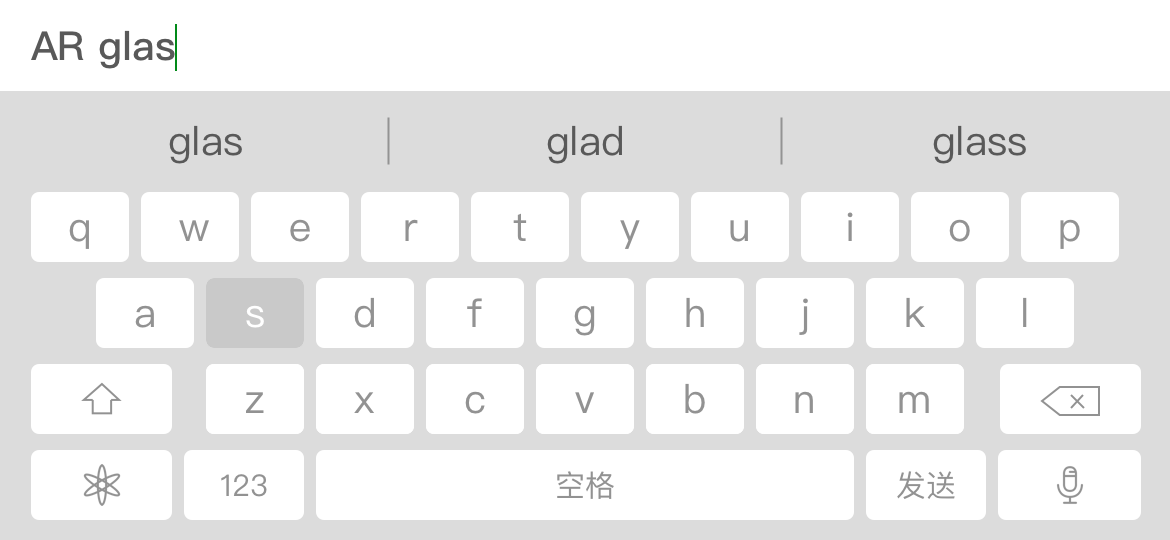 AR glas
glas glad glass
q w e r t y u i o p
a s d f g h j k l
z x c v b n m
123 空格 发送